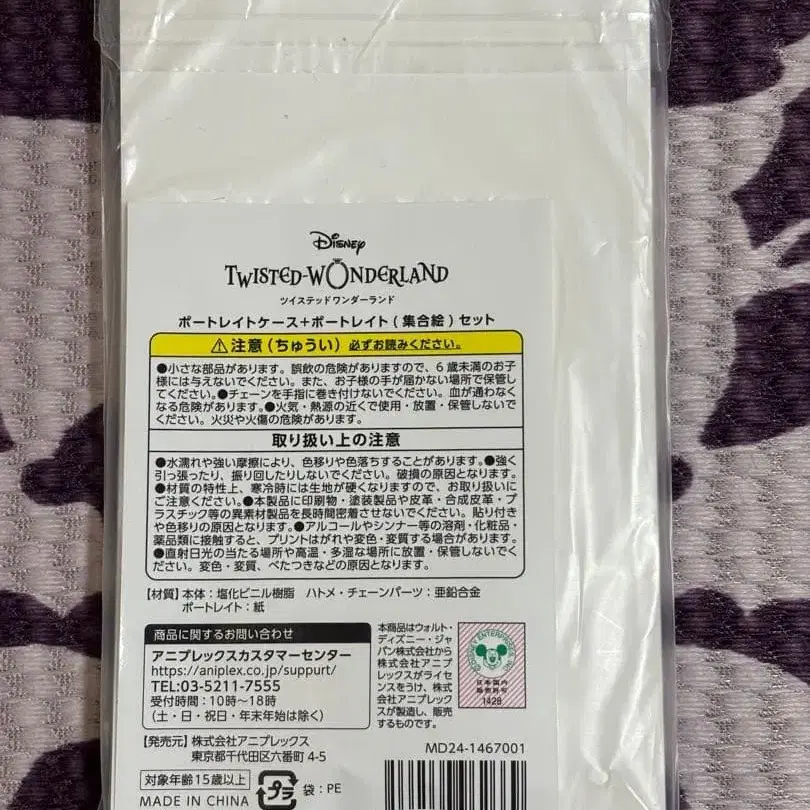 Disney
TWISTED-WONDERLAND
ツイステッドワンダーランド
ポートレイトケース+ポートレイト(集合絵)セット
⚠注意(ちゅうい) 必ずお読みください。
●小さな部品があります。誤飲の危険がありますので、6歳未満のお子
様には与えないでください。また、お子様の手が届かない場所で保管し
てください。●チェーンを手指に巻き付けないでください。血が通わなく
なる危険があります。●火気・熱源の近くで使用・放置・保管しないで
ください。火災や火傷の危険があります。
取り扱い上の注意
●水濡れや強い摩擦により、色移りや色落ちすることがあります。●強く
引っ張ったり、振り回したりしないでください。破損の原因となります。
●材質の特性上、寒冷時には生地が硬くなりますので、お取り扱いに
ご注意ください。●本製品に印刷物・塗装製品や皮革・合成皮革・プ
ラスチック等の異素材製品を長時間密着させないでください。貼り付き
や色移りの原因となります。●アルコールやシンナー等の溶剤・化粧品・
薬品類に接触すると、プリントはがれや変色・変質する場合があります。
●直射日光の当たる場所や高温・多湿な場所に放置・保管しないでく
ださい。変色・変質、べたつきなどの原因となります。
【材質】本体:塩化ビニル樹脂 ハトメ・チェーンパーツ:亜鉛合金
ポートレイト:紙
商品に関するお問い合わせ
アニプレックスカスタマーセンター
https://aniplex.co.jp/suppurt/
TEL:03-5211-7555
受付時間:10時~18時
(土・日・祝日・年末年始は除く)
本商品はウォルト・
ディズニー・ジャ
パン株式会社から
株式会社アニプレ
ックスがライセ
ンスをうけ、株式
会社アニプレック
スが製造し、販売
するものです。
日本国内
販売許可
1428
【発売元】株式会社アニプレックス
東京都千代田区六番町4-5
MD24-1467001
対象年齢15歳以上
MADE IN CHINA
プラ
袋:PE